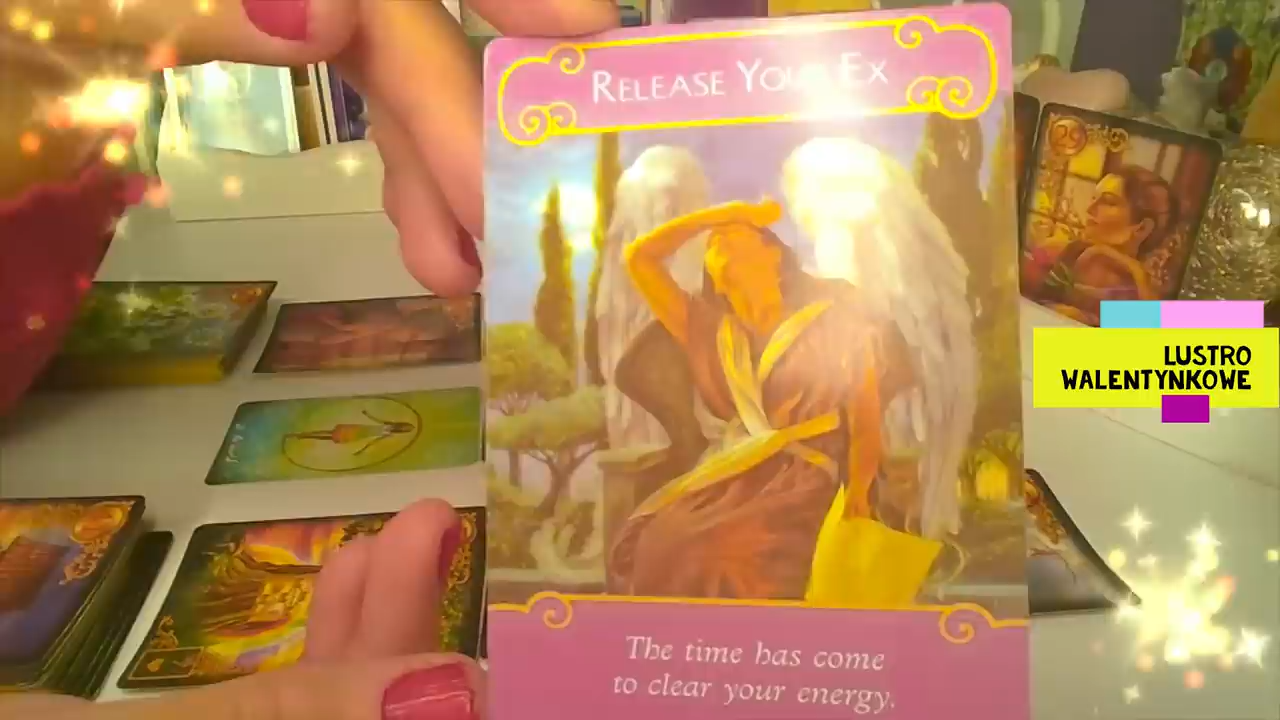 RELEASE YOUR EX
LUSTRO
WALENTYNKOWE
The time has come
to clear your energy.